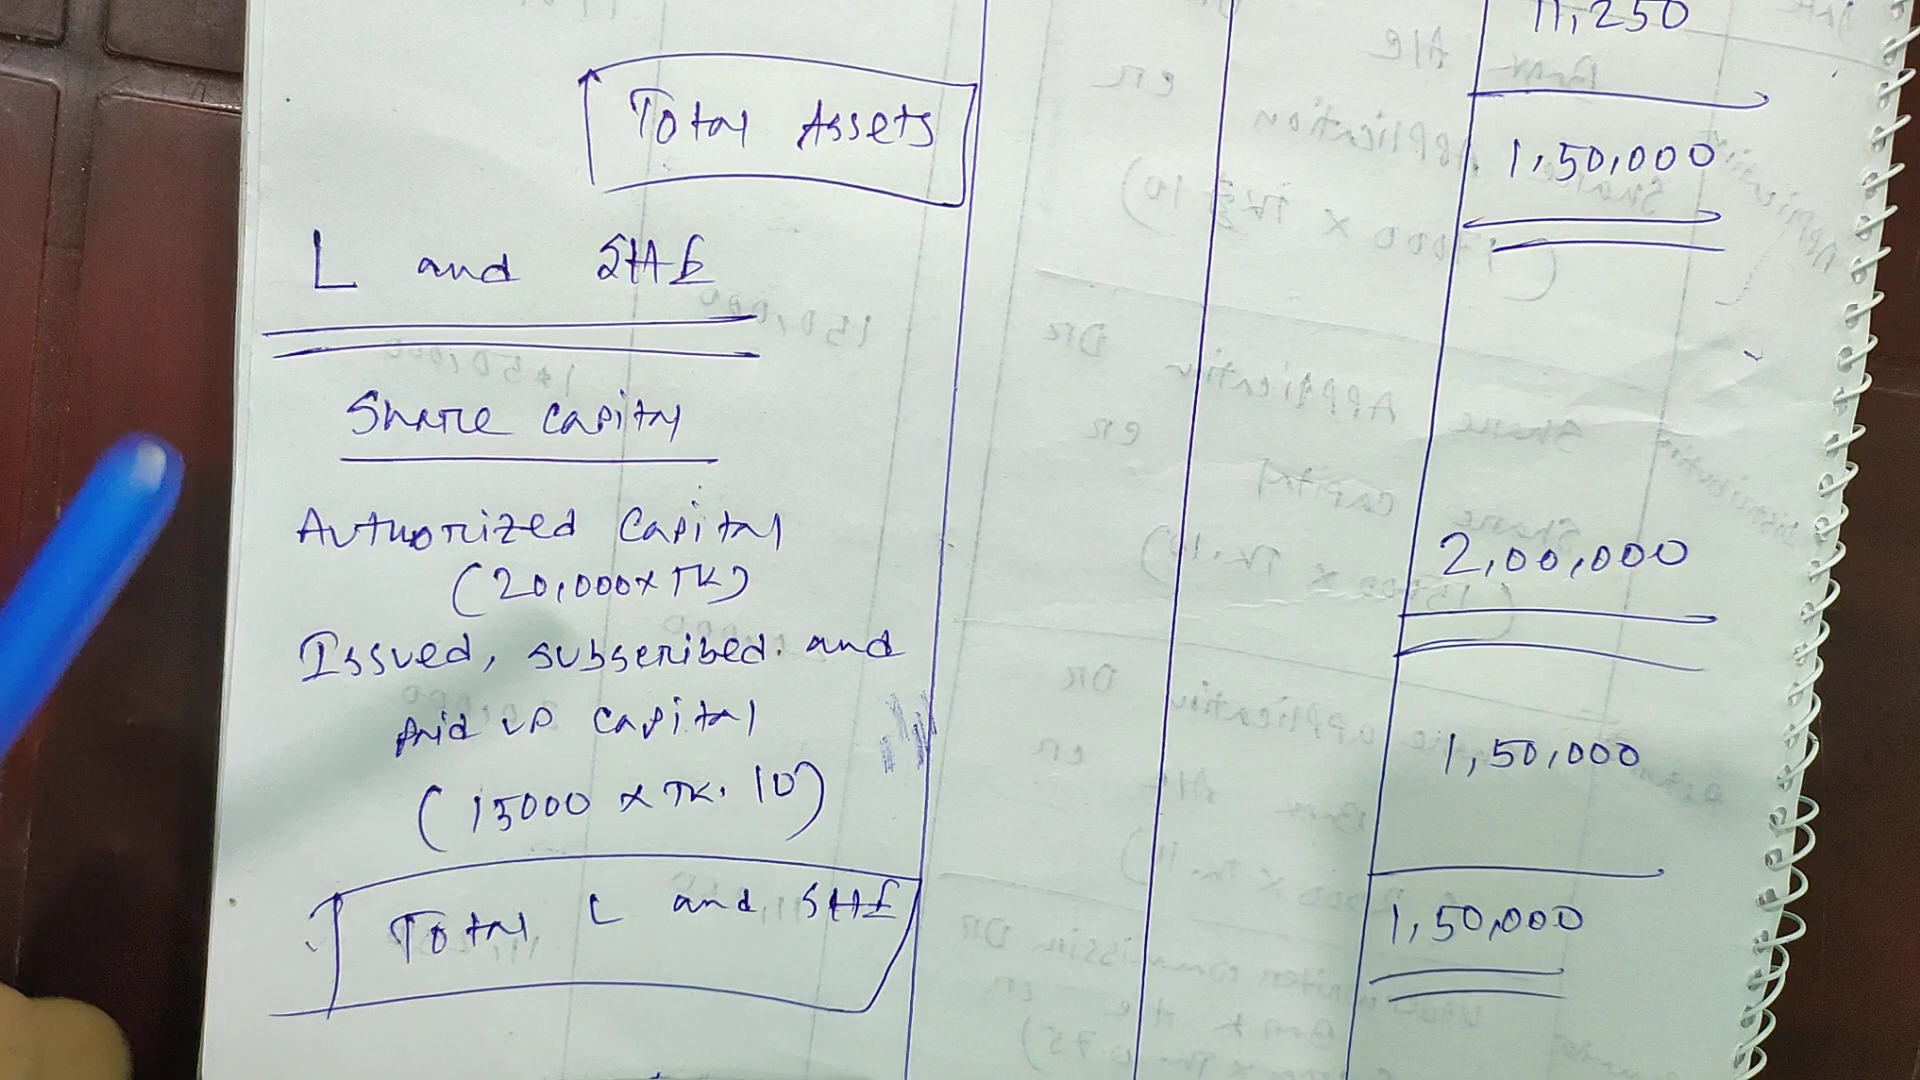 11,250
Total Assets 1,50,000
L and SHE
Share capital
Authorized Capital
(20,000x TK) 2,00,000
Issued, subscribed. and
Paid up capital 1,50,000
(15000 x TK. 10)
Total L and SHE 1,50,000